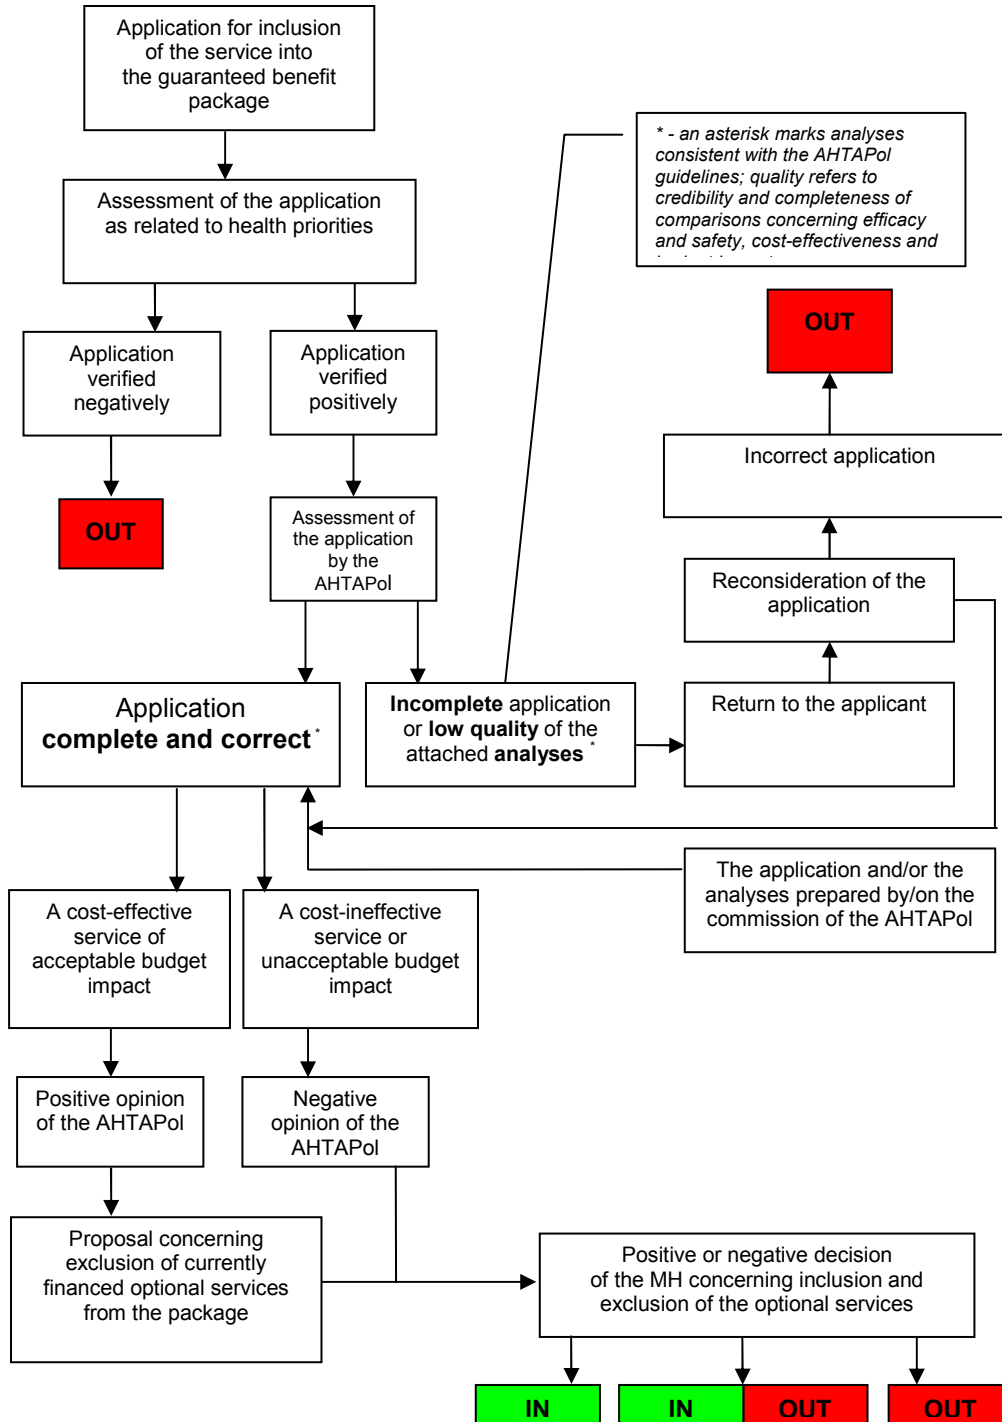 Application for inclusion
of the service into
the guaranteed benefit
package
* - an asterisk marks analyses
consistent with the AHTAPol
guidelines; quality refers to
credibility and completeness of
comparisons concerning efficacy
and safety, cost-effectiveness and
Assessment of the application
as related to health priorities
OUT
Application
verified
negatively
Application
verified
positively
Incorrect application
OUT
Assessment of
the application
by the
AHTAPol
Reconsideration of the
application
Application
complete and correct *
Incomplete application
or low quality of the
attached analyses *
Return to the applicant
The application and/or the
analyses prepared by/on the
commission of the AHTAPol
A cost-effective
service of
acceptable budget
impact
A cost-ineffective
service or
unacceptable budget
impact
Positive opinion
of the AHTAPol
Negative
opinion of the
AHTAPol
Proposal concerning
exclusion of currently
financed optional services
from the package
Positive or negative decision
of the MH concerning inclusion and
exclusion of the optional services
IN
IN
OUT
OUT